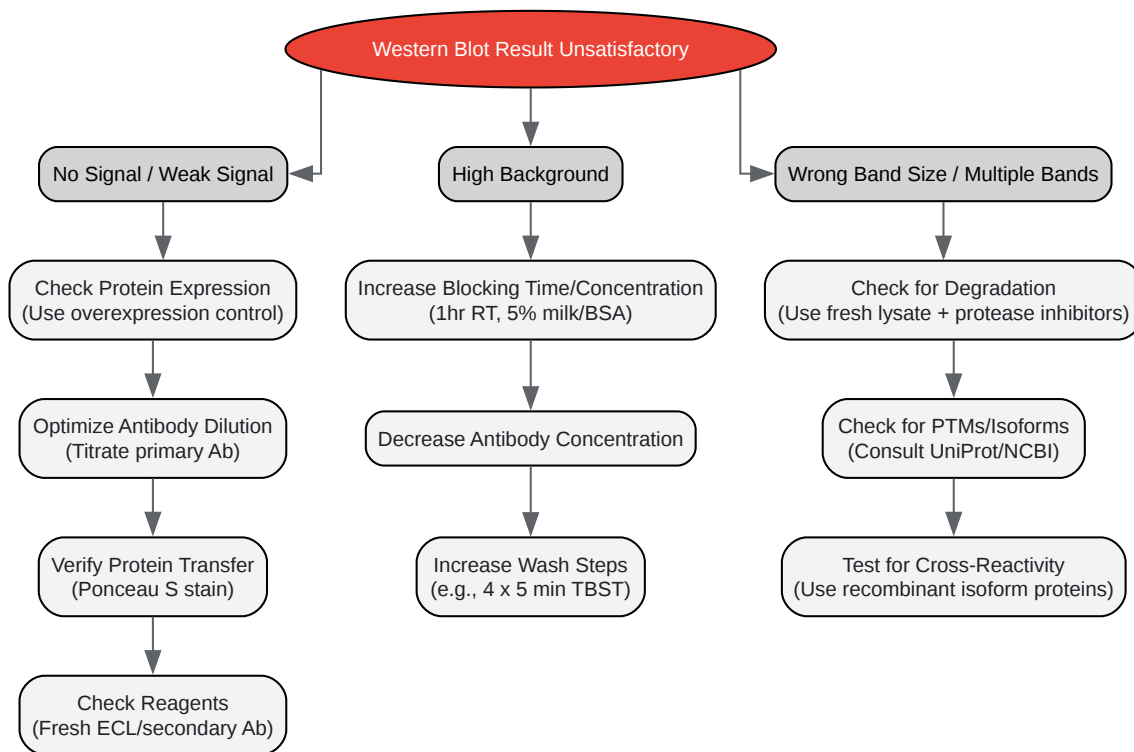 Western Blot Result Unsatisfactory
No Signal / Weak Signal
High Background
Wrong Band Size / Multiple Bands
Check Protein Expression
(Use overexpression control)
Increase Blocking Time/Concentration
(1hr RT, 5% milk/BSA)
Check for Degradation
(Use fresh lysate + protease inhibitors)
Optimize Antibody Dilution
(Titrate primary Ab)
Decrease Antibody Concentration
Check for PTMs/Isoforms
(Consult UniProt/NCBI)
Verify Protein Transfer
(Ponceau S stain)
Increase Wash Steps
(e.g., 4 x 5 min TBST)
Test for Cross-Reactivity
(Use recombinant isoform proteins)
Check Reagents
(Fresh ECL/secondary Ab)